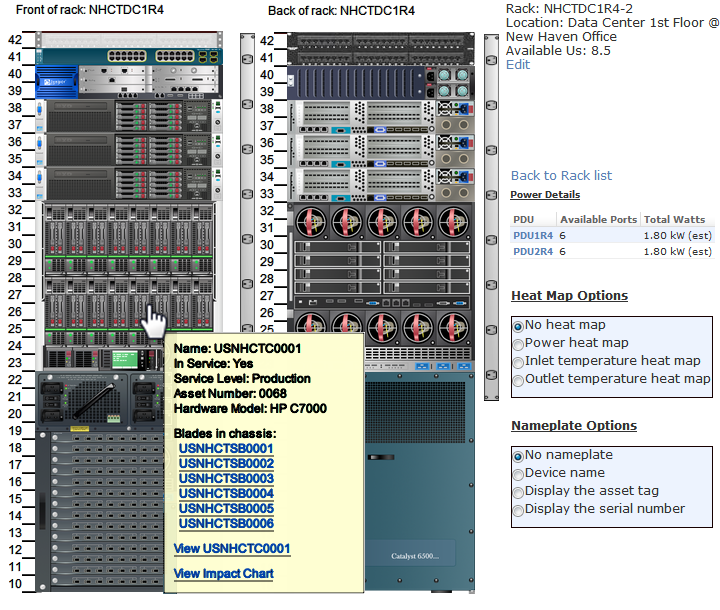 Front of rack: NHCTDC1R4
Back of rack: NHCTDC1R4
Rack: NHCTDC1R4-2
Location: Data Center 1st Floor @
New Haven Office
Available Us: 8.5
Edit
42
41
40
39
38
37
36
35
34
33
32
31
30
29
28
27
26
25
24
23
22
21
20
19
18
17
16
15
14
13
12
11
10
42
41
40
39
38
37
36
35
34
33
32
31
30
29
28
27
26
25
Name: USNHCTC0001
In Service: Yes
Service Level: Production
Asset Number: 0068
Hardware Model: HP C7000
Blades in chassis:
USNHCTSB0001
USNHCTSB0002
USNHCTSB0003
USNHCTSB0004
USNHCTSB0005
USNHCTSB0006
View USNHCTC0001
View Impact Chart
Catalyst 6500...
Back to Rack list
Power Details
PDU Available Ports Total Watts
PDU1R4 6 1.80 kW (est)
PDU2R4 6 1.80 kW (est)
Heat Map Options
No heat map
Power heat map
Inlet temperature heat map
Outlet temperature heat map
Nameplate Options
No nameplate
Device name
Display the asset tag
Display the serial number